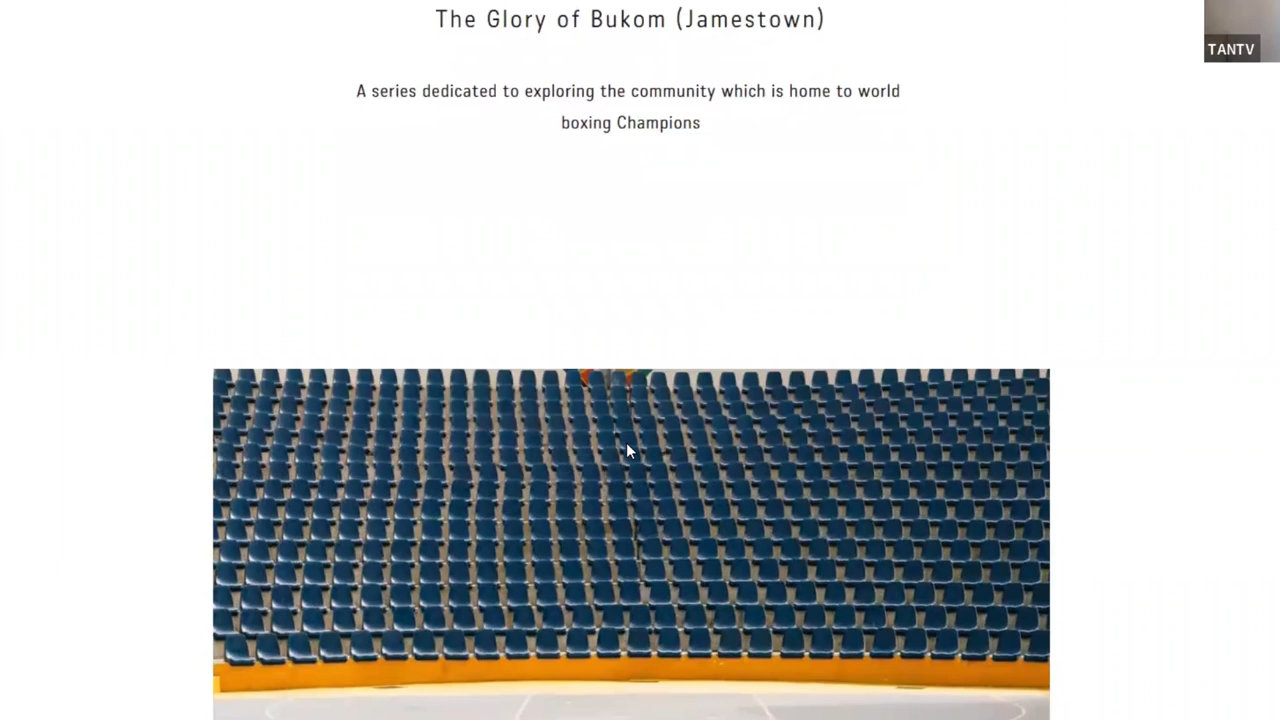 The Glory of Bukom (Jamestown)
TANTV
A series dedicated to exploring the community which is home to world
boxing Champions